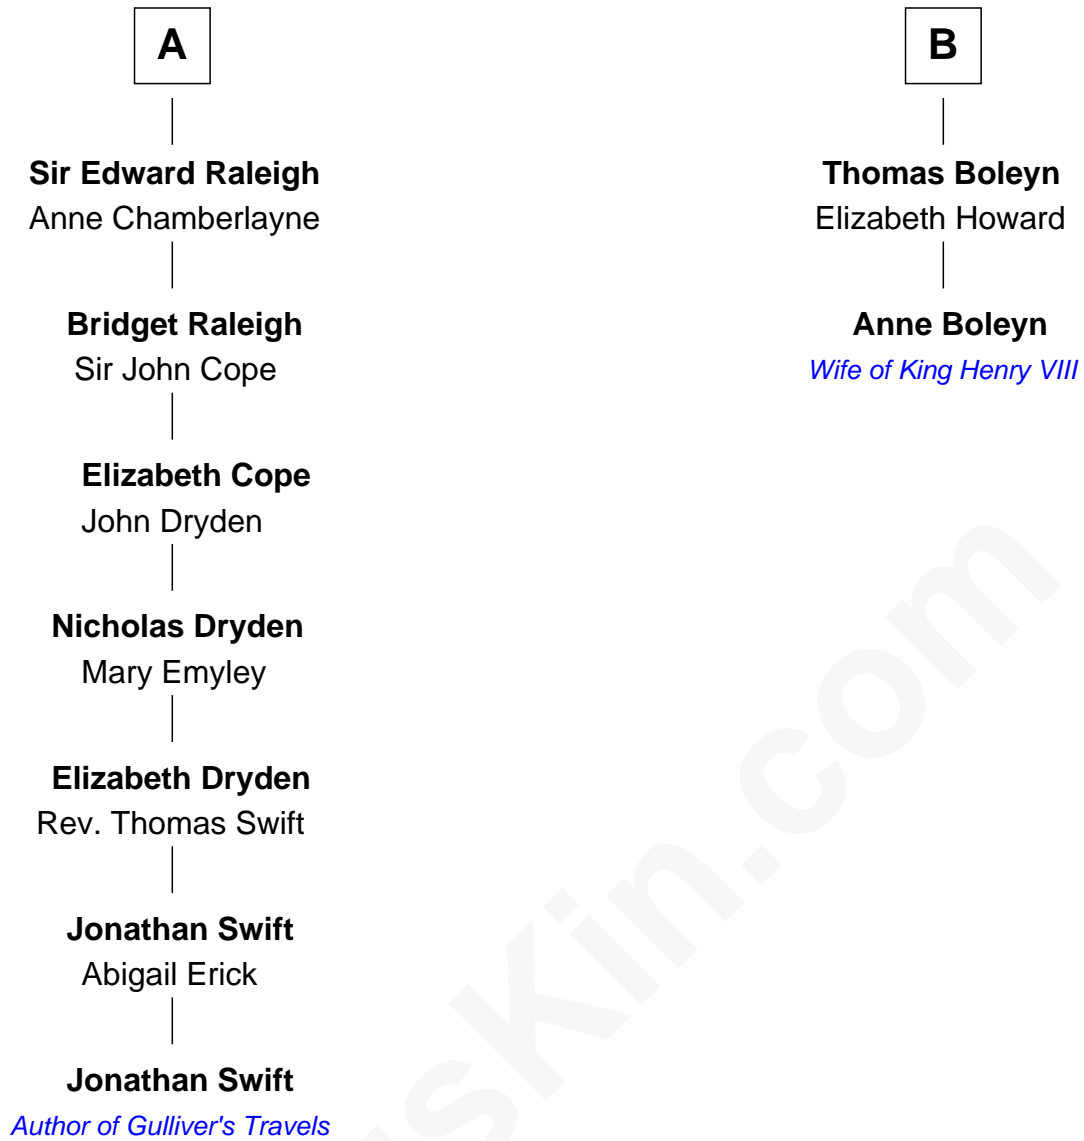 A
B
Sir Edward Raleigh
Anne Chamberlayne
Thomas Boleyn
Elizabeth Howard
Bridget Raleigh
Sir John Cope
Anne Boleyn
Wife of King Henry VIII
Elizabeth Cope
John Dryden
Nicholas Dryden
Mary Emyley
Elizabeth Dryden
Rev. Thomas Swift
Jonathan Swift
Abigail Erick
Jonathan Swift
Author of Gulliver's Travels